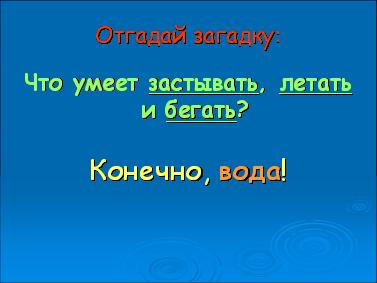 Отгадай загадку:
Что умеет застывать, летать
и бегать?
Конечно, вода!